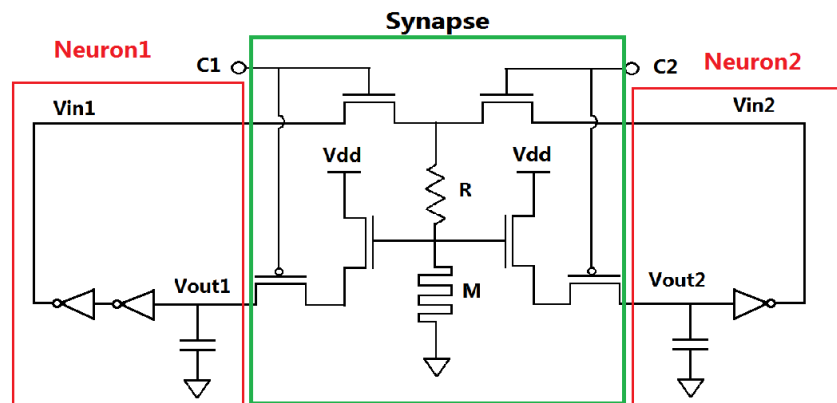 Synapse
Neuron1
C1
C2
Neuron2
Vin1
Vin2
Vdd
Vdd
R
Vout1
M
Vout2